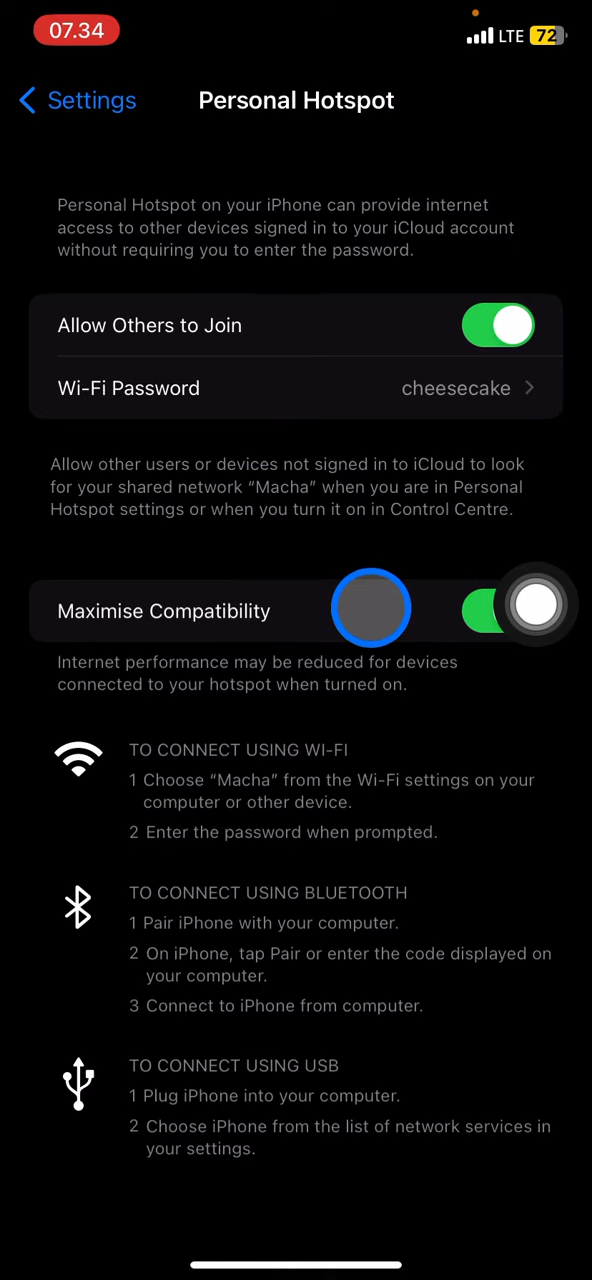 07.34
LTE 72
Settings
Personal Hotspot
Personal Hotspot on your iPhone can provide internet
access to other devices signed in to your iCloud account
without requiring you to enter the password.
Allow Others to Join
Wi-Fi Password cheesecake
Allow other users or devices not signed in to iCloud to look
for your shared network “Macha” when you are in Personal
Hotspot settings or when you turn it on in Control Centre.
Maximise Compatibility
Internet performance may be reduced for devices
connected to your hotspot when turned on.
TO CONNECT USING WI-FI
1 Choose “Macha” from the Wi-Fi settings on your
computer or other device.
2 Enter the password when prompted.
TO CONNECT USING BLUETOOTH
1 Pair iPhone with your computer.
2 On iPhone, tap Pair or enter the code displayed on
your computer.
3 Connect to iPhone from computer.
TO CONNECT USING USB
1 Plug iPhone into your computer.
2 Choose iPhone from the list of network services in
your settings.